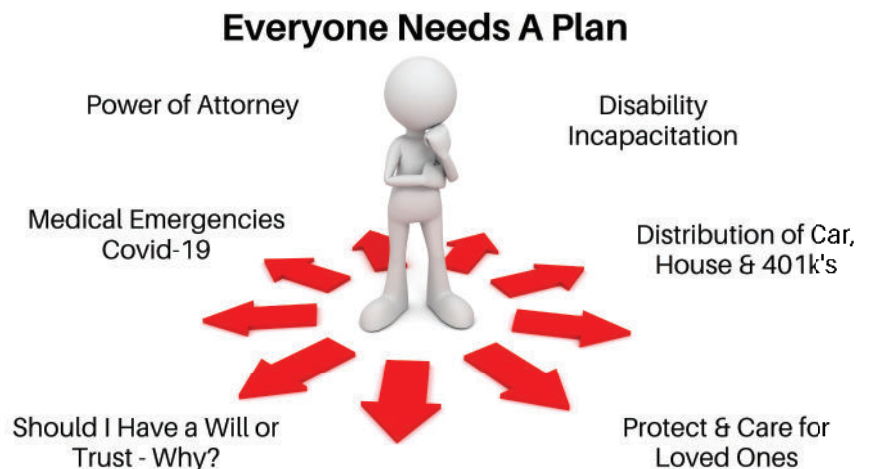 Everyone Needs A Plan
Power of Attorney
Disability
Incapacitation
Medical Emergencies
Covid-19
Distribution of Car,
House & 401k's
Should I Have a Will or
Trust - Why?
Protect & Care for
Loved Ones